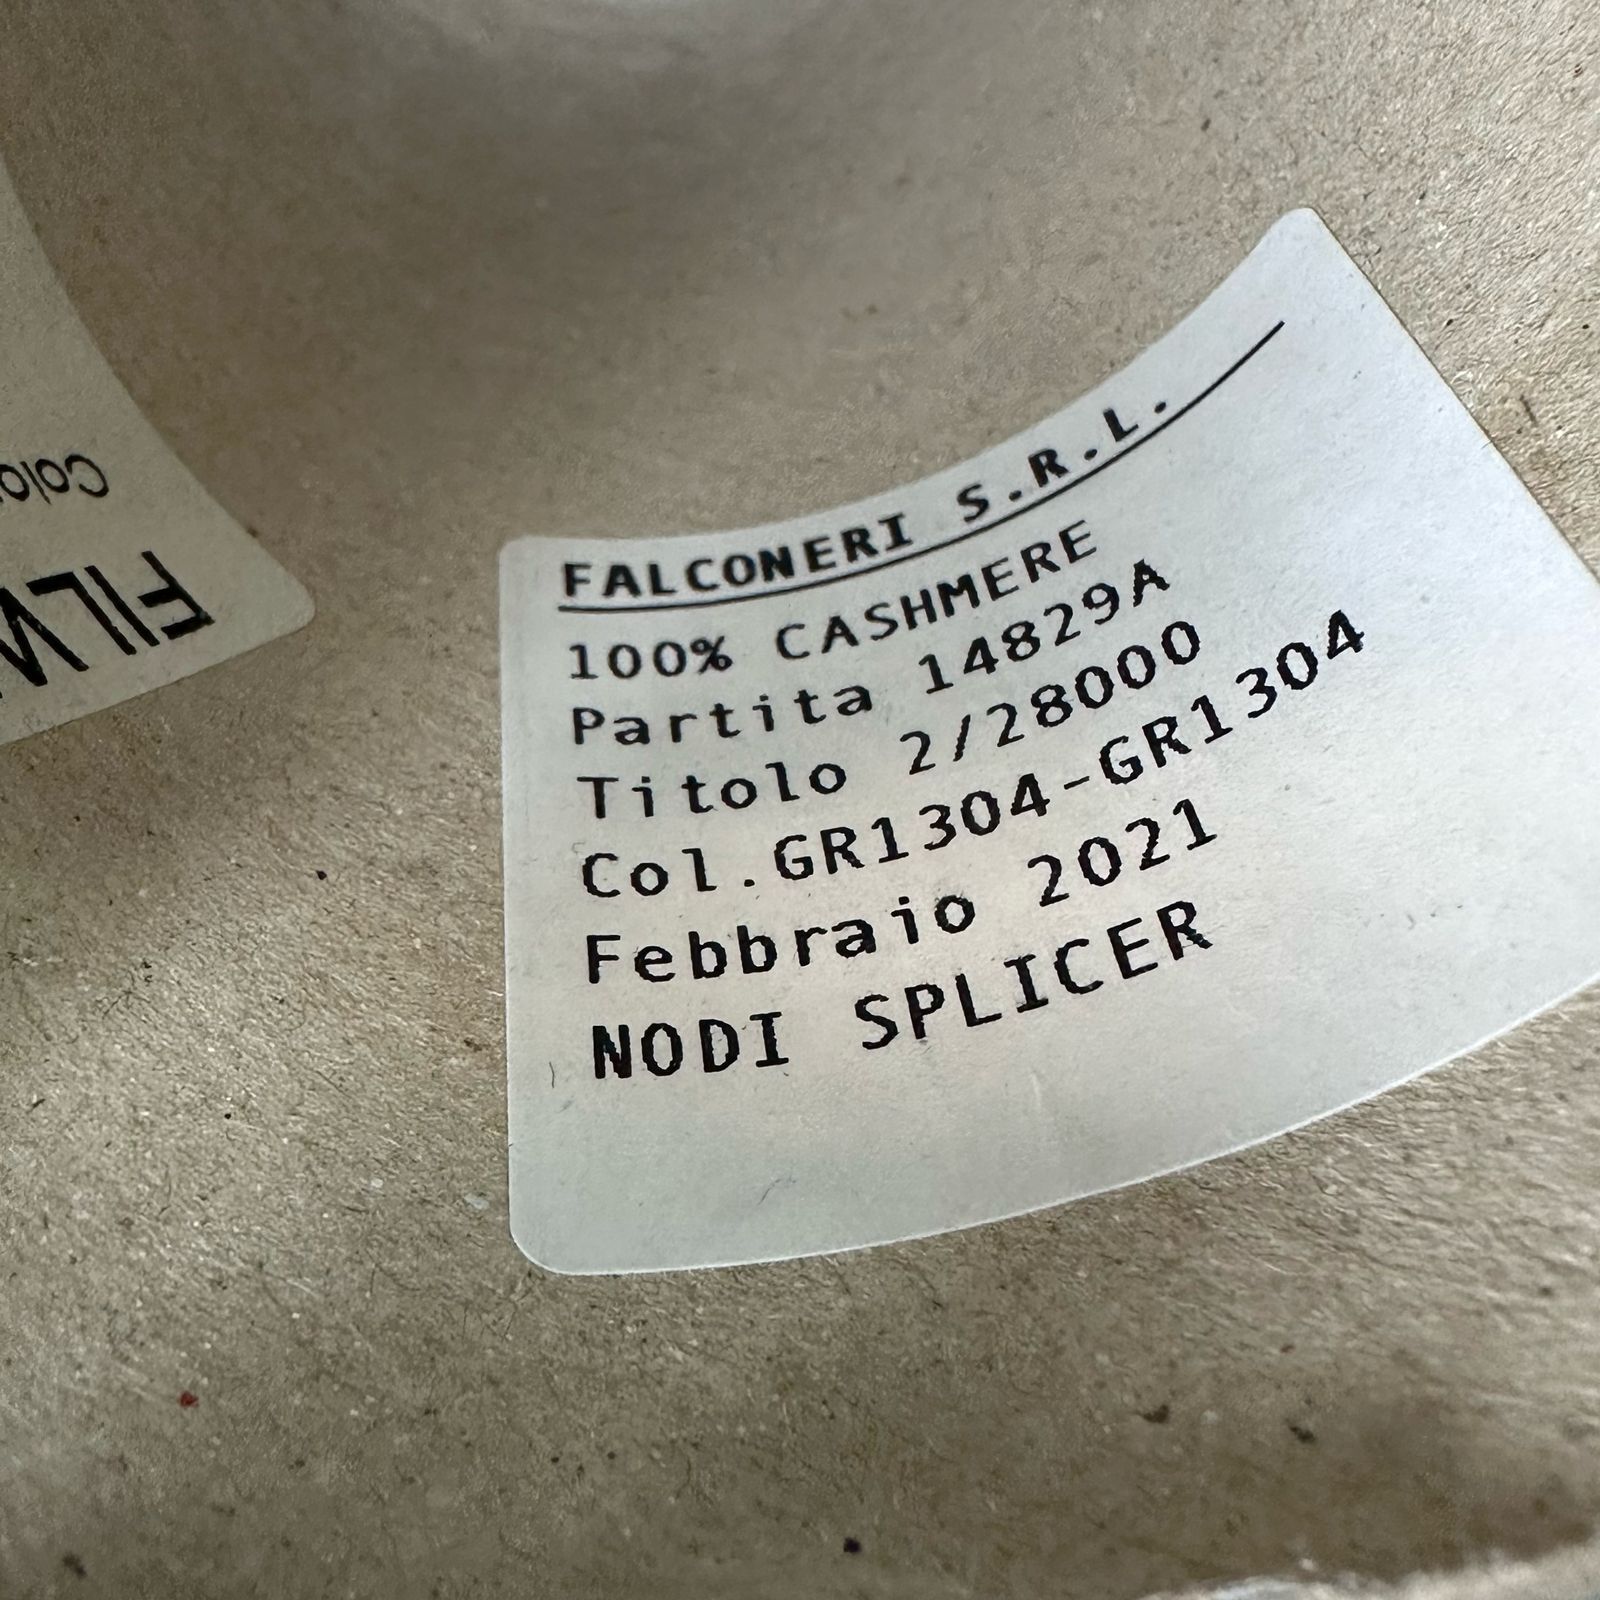 FALCONERI S.R.L.
100% CASHMERE
Partita 14829A
Titolo 2/28000
Col.GR1304-GR1304
Febbraio 2021
NODI SPLICER